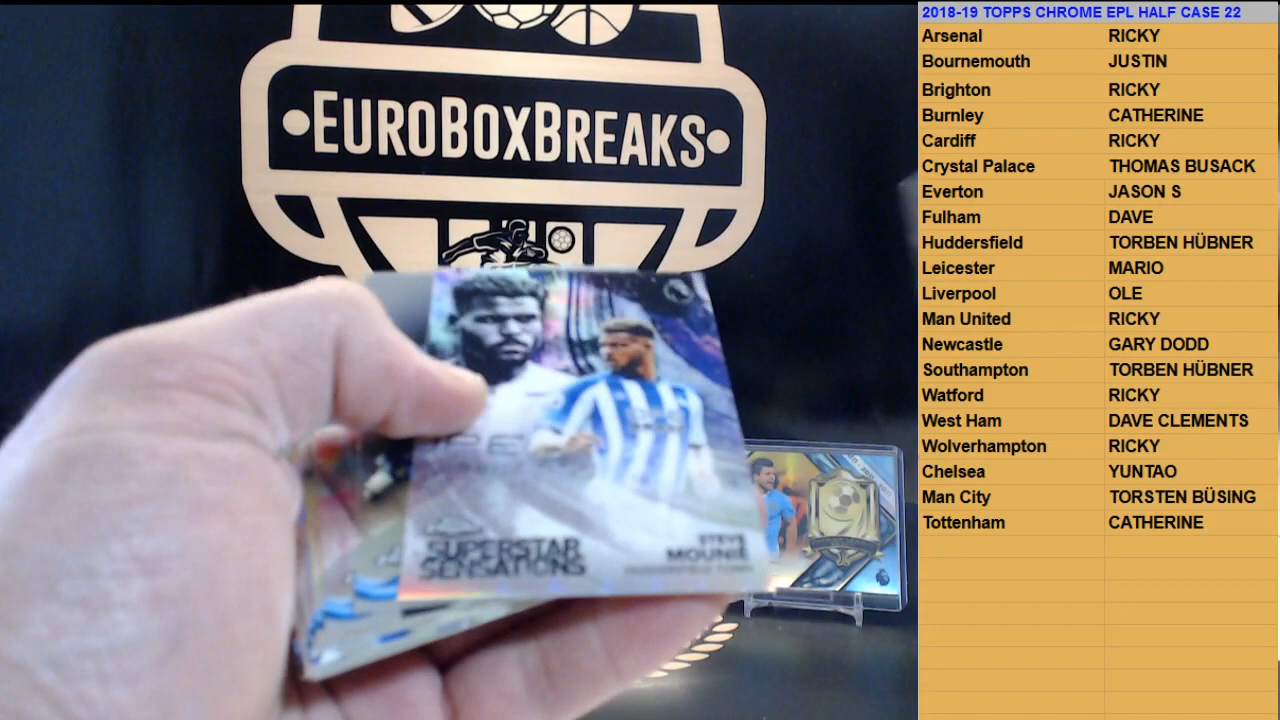 EUROBOXBREAKS
SUPERSTAR
SENSATIONS
STEVE
MOUNIÉ
HUDDERSFIELD TOWN
2018-19 TOPPS CHROME EPL HALF CASE 22
Arsenal RICKY
Bournemouth JUSTIN
Brighton RICKY
Burnley CATHERINE
Cardiff RICKY
Crystal Palace THOMAS BUSACK
Everton JASON S
Fulham DAVE
Huddersfield TORBEN HÜBNER
Leicester MARIO
Liverpool OLE
Man United RICKY
Newcastle GARY DODD
Southampton TORBEN HÜBNER
Watford RICKY
West Ham DAVE CLEMENTS
Wolverhampton RICKY
Chelsea YUNTAO
Man City TORSTEN BÜSING
Tottenham CATHERINE